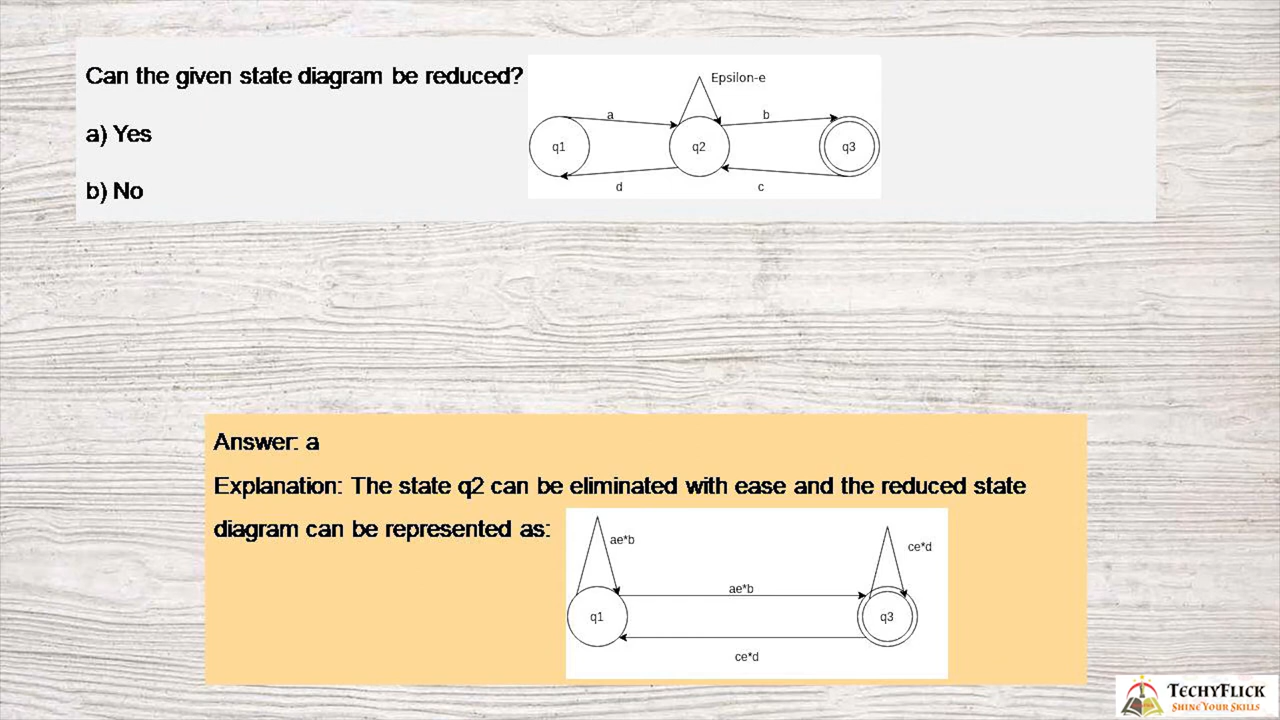 Can the given state diagram be reduced?
a) Yes
b) No
Epsilon-e
a
b
q1
q2
q3
d
c
Answer: a
Explanation: The state q2 can be eliminated with ease and the reduced state
diagram can be represented as:
ae*b
ce*d
ae*b
q1
q3
ce*d
TECHYFLICK
SHINE YOUR SKILLS